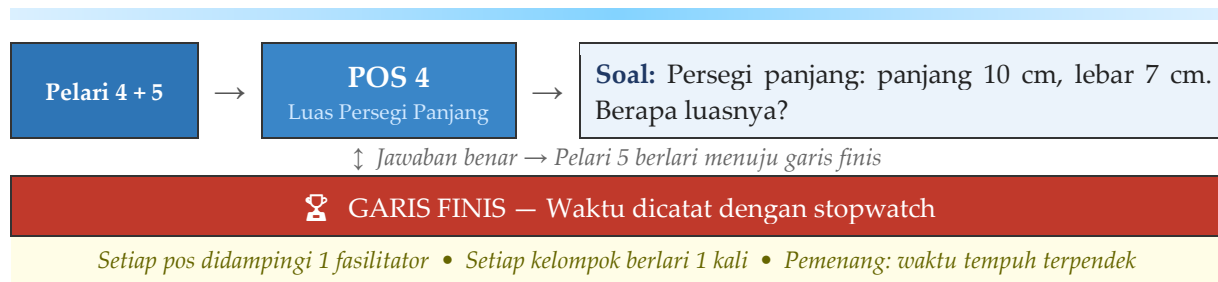 Pelari 4 + 5 → POS 4 → Soal: Persegi panjang: panjang 10 cm, lebar 7 cm.
Luas Persegi Panjang Berapa luasnya?
↕ Jawaban benar → Pelari 5 berlari menuju garis finis
GARIS FINIS — Waktu dicatat dengan stopwatch
Setiap pos didampingi 1 fasilitator • Setiap kelompok berlari 1 kali • Pemenang: waktu tempuh terpendek